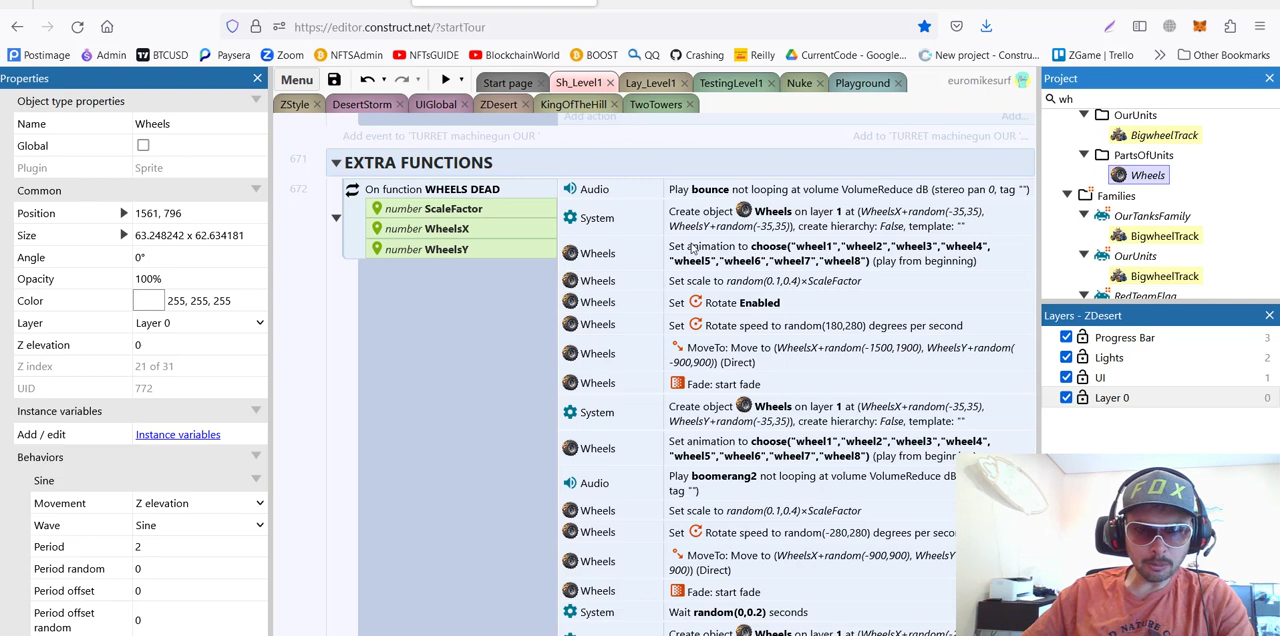 https://editor.construct.net/?startTour
Postimage
Admin
BTCUSD
Paysera
Zoom
NFTSAdmin
NFTsGUIDE
BlockchainWorld
BOOST
QQ
Crashing
Reilly
CurrentCode - Google...
New project - Constru...
ZGame | Trello
Other Bookmarks
Properties
Menu
Start page
Sh_Level1
Lay_Level1
TestingLevel1
Nuke
Playground
euromikesurf
Project
ZStyle
DesertStorm
UIGlobal
ZDesert
KingOfTheHill
TwoTowers
wh
Object type properties
Name Wheels
Global
Plugin Sprite
Common
Position 1561, 796
Size 63.248242 x 62.634181
Angle 0°
Opacity 100%
Color 255, 255, 255
Layer Layer 0
Z elevation 0
Z index 21 of 31
UID 772
Instance variables
Add / edit Instance variables
Behaviors
Sine
Movement Z elevation
Wave Sine
Period 2
Period random 0
Period offset 0
Period offset random 0
Add action
Add...
Add event to 'TURRET machinegun OUR '
Add to 'TURRET machinegun OUR '...
671
EXTRA FUNCTIONS
672
On function WHEELS DEAD
number ScaleFactor
number WheelsX
number WheelsY
Audio Play bounce not looping at volume VolumeReduce dB (stereo pan 0, tag "")
System Create object Wheels on layer 1 at (WheelsX+random(-35,35),
WheelsY+random(-35,35)), create hierarchy: False, template: ""
Wheels Set animation to choose("wheel1","wheel2","wheel3","wheel4",
"wheel5","wheel6","wheel7","wheel8") (play from beginning)
Wheels Set scale to random(0.1,0.4)×ScaleFactor
Wheels Set Rotate Enabled
Wheels Set Rotate speed to random(180,280) degrees per second
Wheels MoveTo: Move to (WheelsX+random(-1500,1900), WheelsY+random(
-900,900)) (Direct)
Wheels Fade: start fade
System Create object Wheels on layer 1 at (WheelsX+random(-35,35),
WheelsY+random(-35,35)), create hierarchy: False, template: ""
Wheels Set animation to choose("wheel1","wheel2","wheel3","wheel4",
"wheel5","wheel6","wheel7","wheel8") (play from
Audio Play boomerang2 not looping at volume VolumeReduce dB
tag "")
Wheels Set scale to random(0.1,0.4)×ScaleFactor
Wheels Set Rotate speed to random(-280,280) degrees per
Wheels MoveTo: Move to (WheelsX+random(-900,900), WheelsY
900)) (Direct)
Wheels Fade: start fade
System Wait random(0,0.2) seconds
Create object Wheels on layer 1 at
OurUnits
BigwheelTrack
PartsOfUnits
Wheels
Families
OurTanksFamily
BigwheelTrack
OurUnits
BigwheelTrack
RedTeamFlag
Layers - ZDesert
Progress Bar 3
Lights 2
UI 1
Layer 0 0
FOX